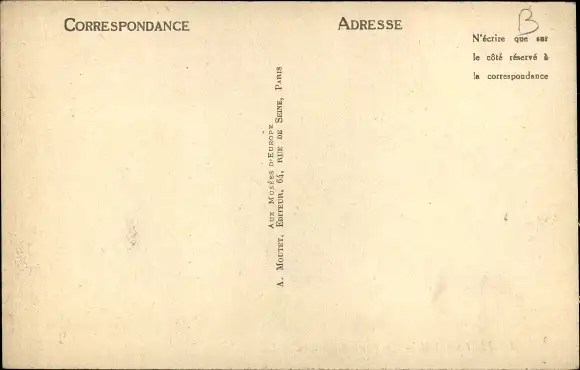 CORRESPONDANCE
ADRESSE
B
N'écrire que sur
le côté réservé à
la correspondance
AUX MUSÉES D'EUROPE
A. MOUTET, EDITEUR, 64, RUE DE SEINE, PARIS